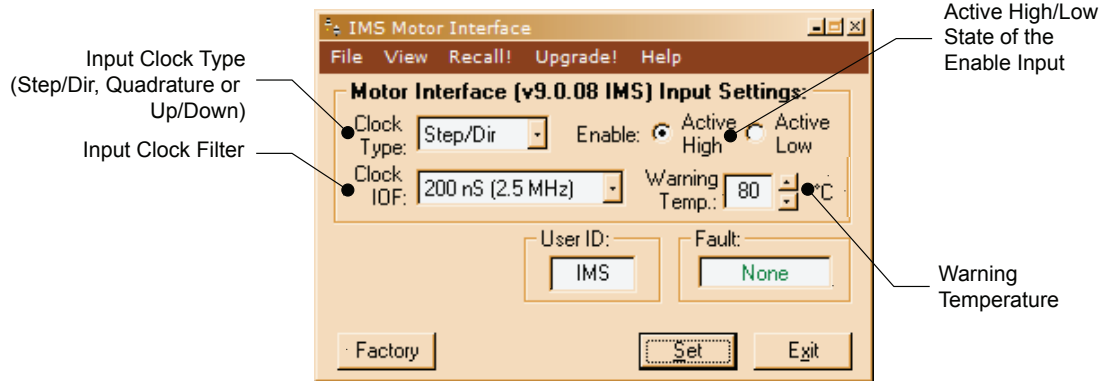 Active High/Low
State of the
Enable Input
Input Clock Type
(Step/Dir, Quadrature or
Up/Down)
Input Clock Filter
IMS Motor Interface
File View Recall! Upgrade! Help
Motor Interface (v9.0.08 IMS) Input Settings:
Clock
Type:
Step/Dir
Enable:
Active
High
Active
Low
Clock
IOF:
200 nS (2.5 MHz)
Warning
Temp.:
80
°C
User ID:
IMS
Fault:
None
Warning
Temperature
Factory
Set
Exit